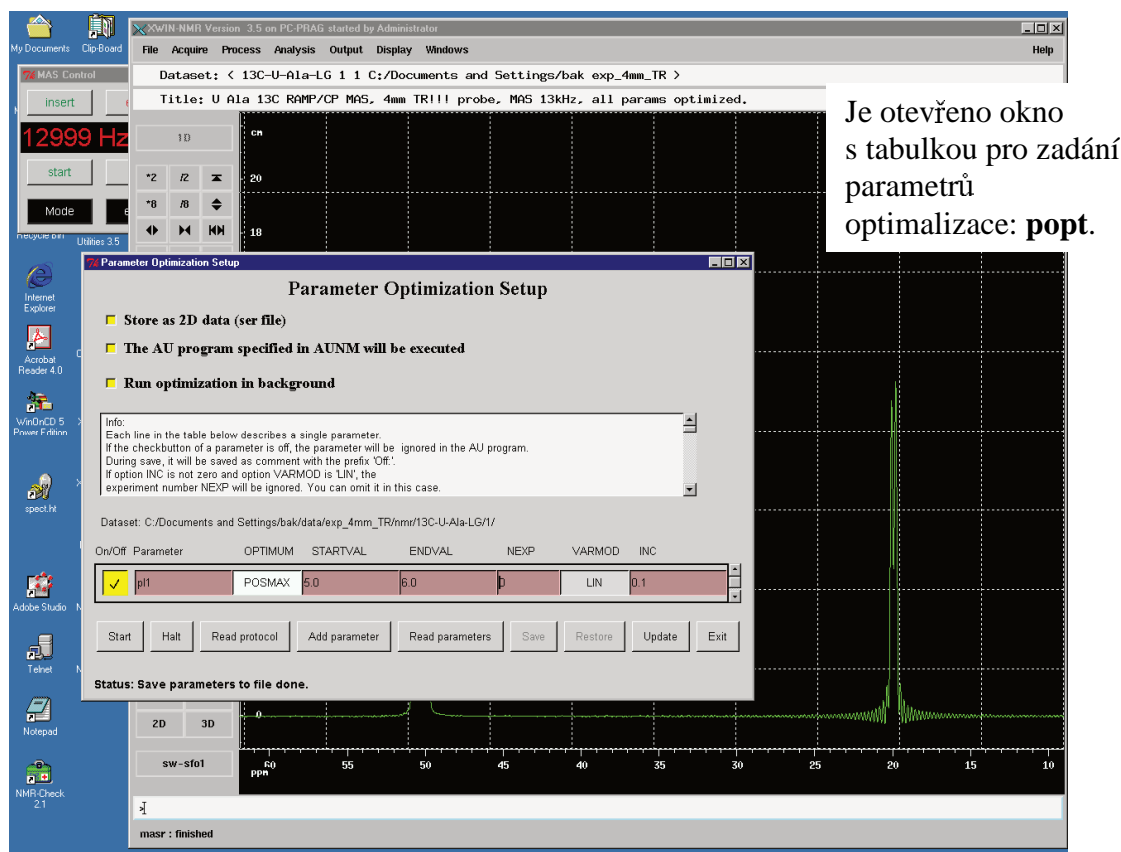 My Documents
Clip-Board
XWIN-NMR Version 3.5 on PC-PRAG started by Administrator
File Acquire Process Analysis Output Display Windows Help
Dataset: < 13C-U-Ala-LG 1 1 C:/Documents and Settings/bak exp_4mm_TR >
Title: U Ala 13C RAMP/CP MAS, 4mm TR!!! probe, MAS 13kHz, all params optimized.
Je otevřeno okno
s tabulkou pro zadání
parametrů
optimalizace: popt.
MAS Control
insert
12999 Hz
start
Mode
1D
*2 /2
*8 /8
cm
20
18
Recycle Bin
Utilities 3.5
Internet
Explorer
Acrobat
Reader 4.0
WinOnCD 5
Power Edition
spect.ht
Adobe Studio
Telnet
Notepad
NMR-Check
2.1
Parameter Optimization Setup
Parameter Optimization Setup
Store as 2D data (ser file)
The AU program specified in AUNM will be executed
Run optimization in background
Info:
Each line in the table below describes a single parameter.
If the checkbutton of a parameter is off, the parameter will be ignored in the AU program.
During save, it will be saved as comment with the prefix 'Off:'.
If option INC is not zero and option VARMOD is 'LIN', the
experiment number NEXP will be ignored. You can omit it in this case.
Dataset: C:/Documents and Settings/bak/data/exp_4mm_TR/nmr/13C-U-Ala-LG/1/
On/Off Parameter OPTIMUM STARTVAL ENDVAL NEXP VARMOD INC
pl1 POSMAX 5.0 6.0 0 LIN 0.1
Start Halt Read protocol Add parameter Read parameters Save Restore Update Exit
Status: Save parameters to file done.
2D 3D
0
sw-sfo1
ppm 60 55 50 45 40 35 30 25 20 15 10
>
masr : finished